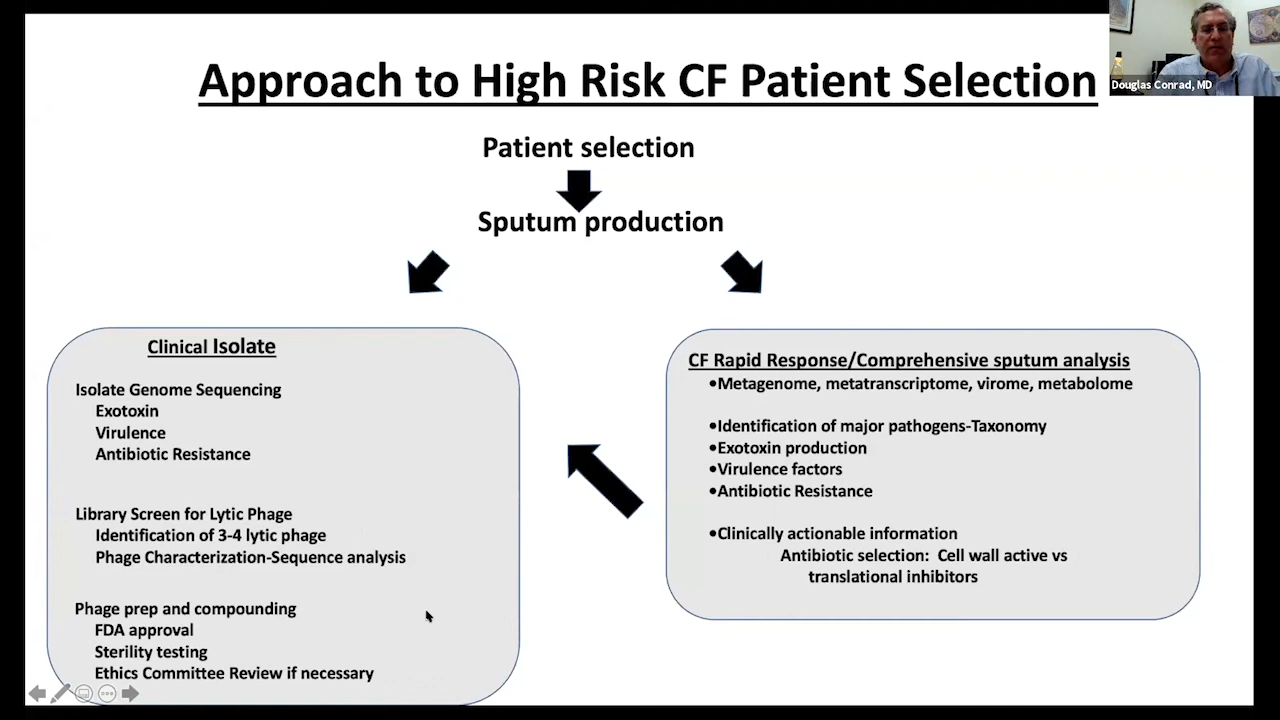 Approach to High Risk CF Patient Selection
Douglas Conrad, MD
Patient selection
Sputum production
Clinical Isolate
Isolate Genome Sequencing
Exotoxin
Virulence
Antibiotic Resistance
Library Screen for Lytic Phage
Identification of 3-4 lytic phage
Phage Characterization-Sequence analysis
Phage prep and compounding
FDA approval
Sterility testing
Ethics Committee Review if necessary
CF Rapid Response/Comprehensive sputum analysis
•Metagenome, metatranscriptome, virome, metabolome
•Identification of major pathogens-Taxonomy
•Exotoxin production
•Virulence factors
•Antibiotic Resistance
•Clinically actionable information
Antibiotic selection: Cell wall active vs
translational inhibitors